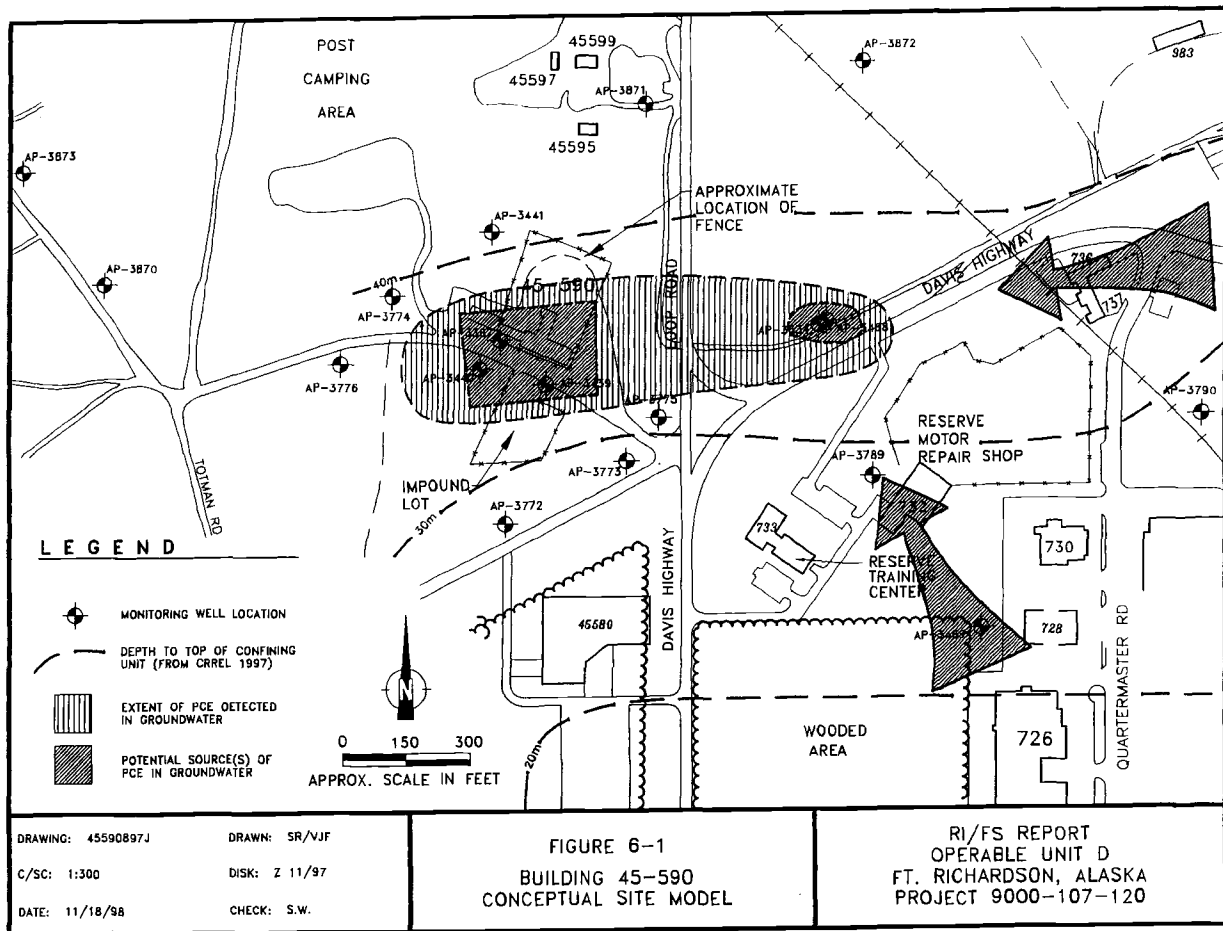 POST
CAMPING
AREA
45599
45597
AP-3872
983
AP-3871
45595
AP-3873
APPROXIMATE
LOCATION OF
FENCE
AP-3441
AP-3870
40m
AP-3774
45-590
HOOP ROAD
DAVIS HIGHWAY
736
737
AP-3776
AP-3775
AP-3790
RESERVE
MOTOR
REPAIR SHOP
AP-3773
AP-3789
IMPOUND
LOT
30m
AP-3772
TOTMAN RD
733
732
730
RESERVE
TRAINING
CENTER
DAVIS HIGHWAY
45580
728
QUARTERMASTER RD
WOODED
AREA
726
20m
LEGEND
MONITORING WELL LOCATION
DEPTH TO TOP OF CONFINING
UNIT (FROM CRREL 1997)
EXTENT OF PCE DETECTED
IN GROUNDWATER
POTENTIAL SOURCE(S) OF
PCE IN GROUNDWATER
N
0 150 300
APPROX. SCALE IN FEET
DRAWING: 45590897J
DRAWN: SR/VJF
C/SC: 1:300
DISK: Z 11/97
DATE: 11/18/98
CHECK: S.W.
FIGURE 6-1
BUILDING 45-590
CONCEPTUAL SITE MODEL
RI/FS REPORT
OPERABLE UNIT D
FT. RICHARDSON, ALASKA
PROJECT 9000-107-120